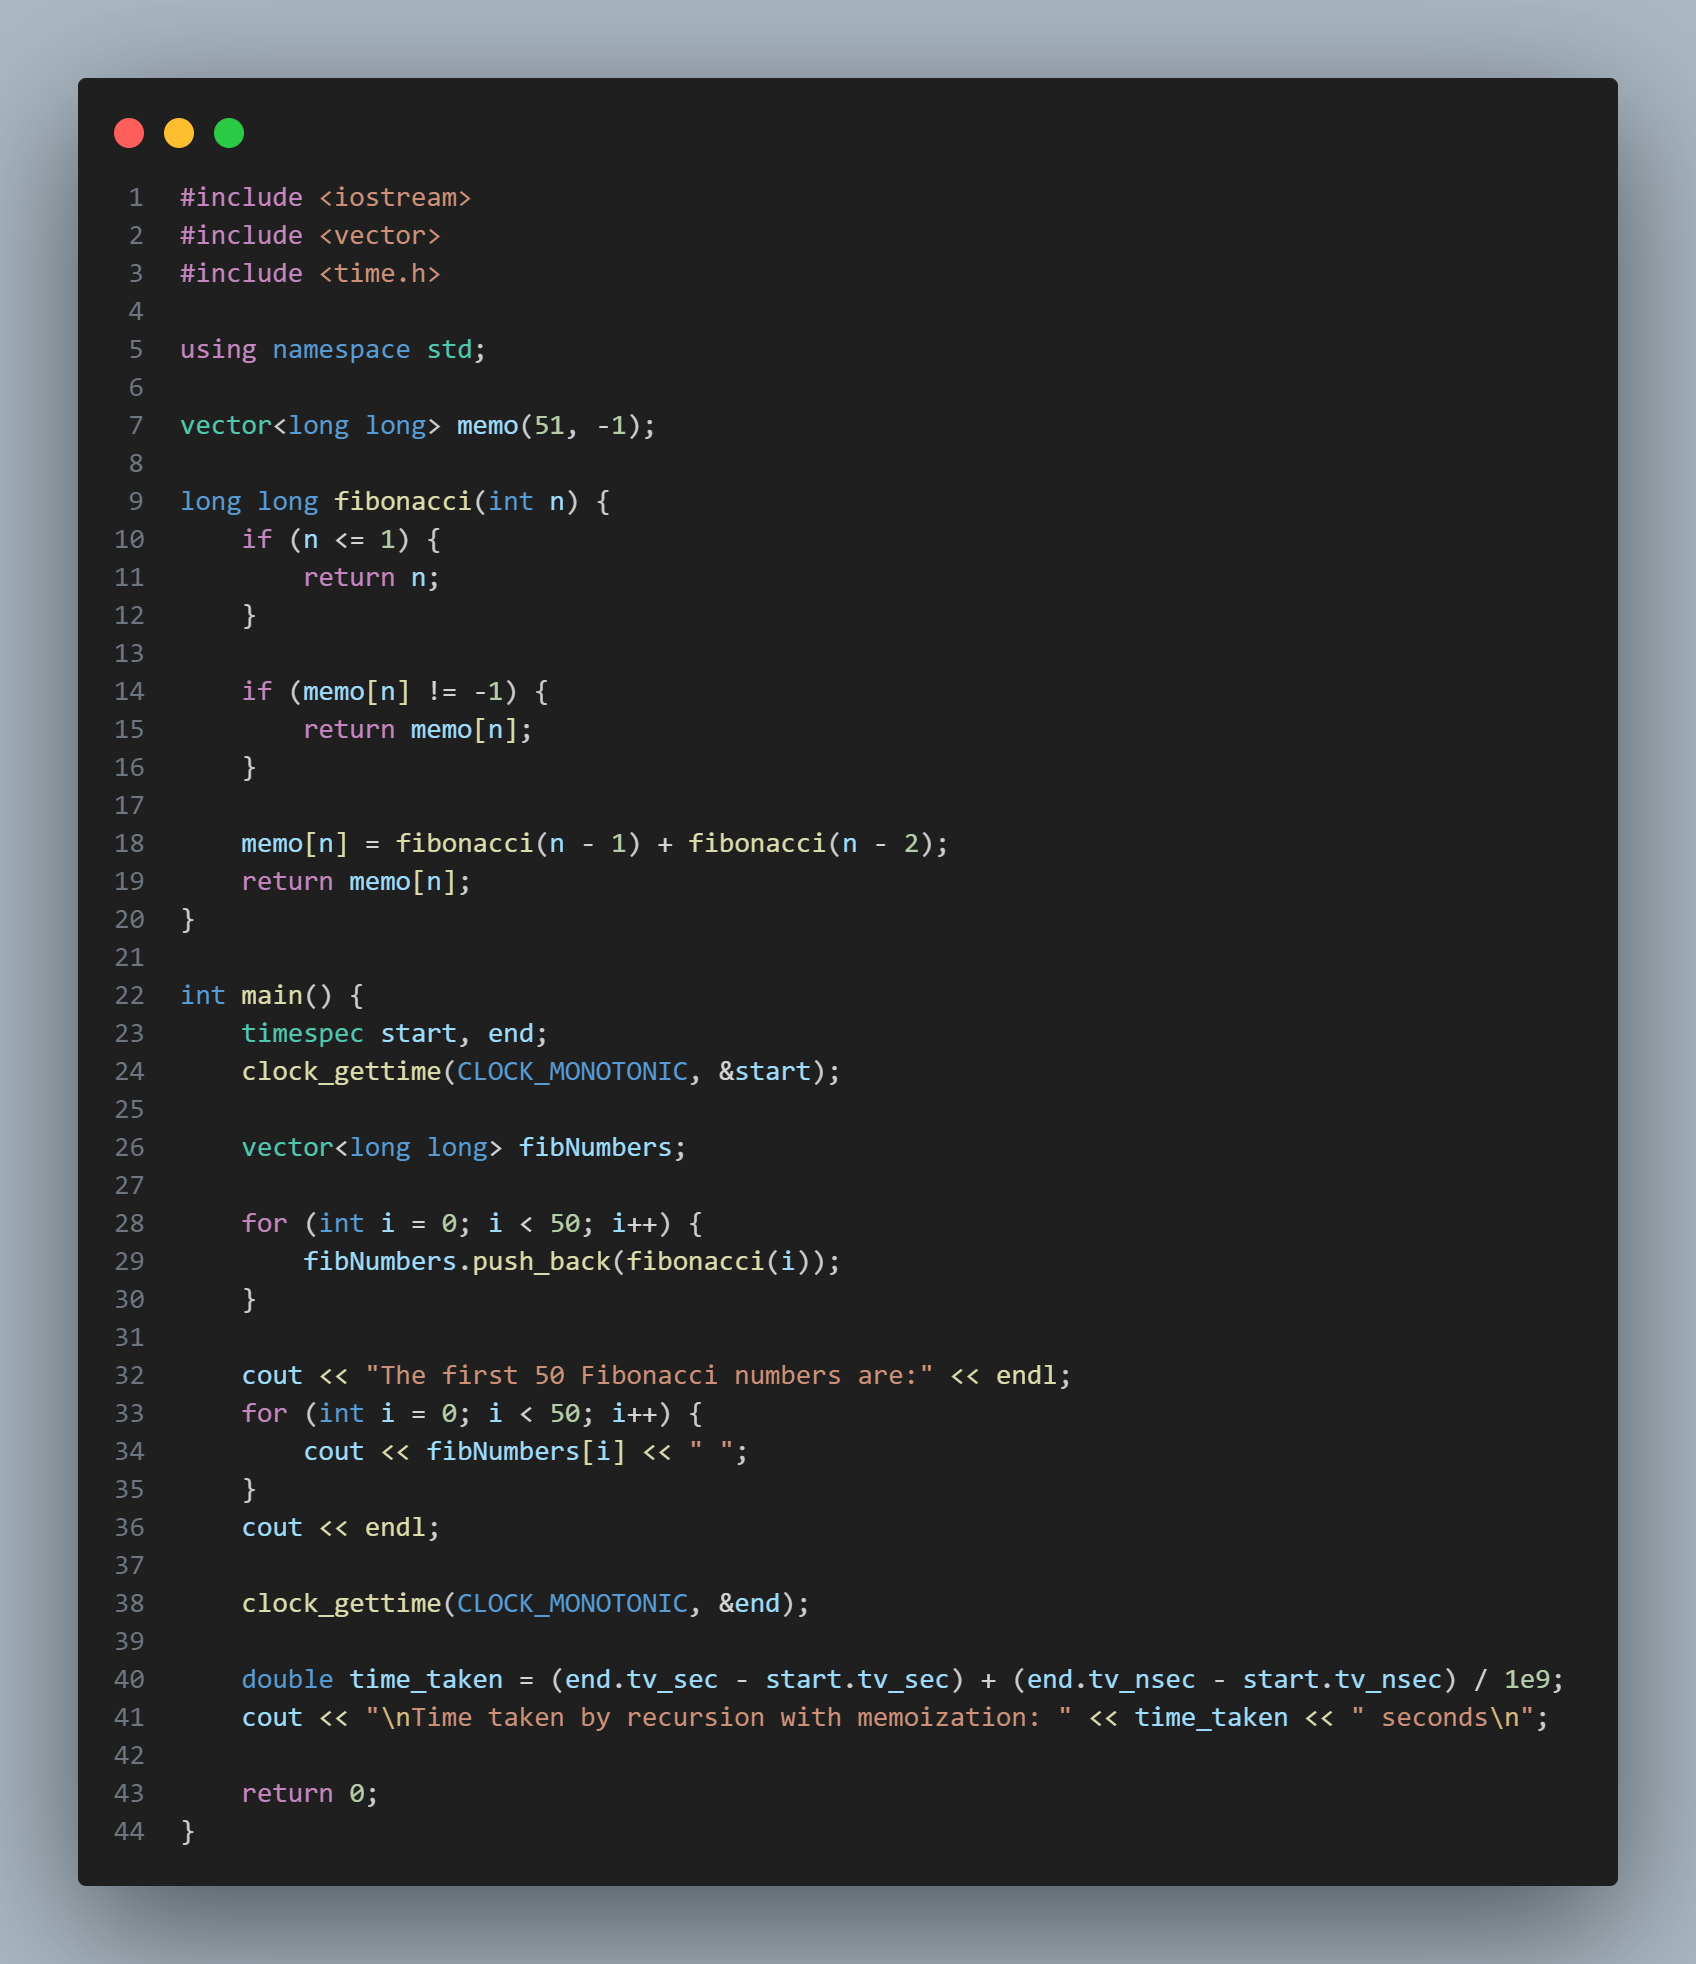 1 #include <iostream>
2 #include <vector>
3 #include <time.h>
4
5 using namespace std;
6
7 vector<long long> memo(51, -1);
8
9 long long fibonacci(int n) {
10     if (n <= 1) {
11         return n;
12     }
13
14     if (memo[n] != -1) {
15         return memo[n];
16     }
17
18     memo[n] = fibonacci(n - 1) + fibonacci(n - 2);
19     return memo[n];
20 }
21
22 int main() {
23     timespec start, end;
24     clock_gettime(CLOCK_MONOTONIC, &start);
25
26     vector<long long> fibNumbers;
27
28     for (int i = 0; i < 50; i++) {
29         fibNumbers.push_back(fibonacci(i));
30     }
31
32     cout << "The first 50 Fibonacci numbers are:" << endl;
33     for (int i = 0; i < 50; i++) {
34         cout << fibNumbers[i] << " ";
35     }
36     cout << endl;
37
38     clock_gettime(CLOCK_MONOTONIC, &end);
39
40     double time_taken = (end.tv_sec - start.tv_sec) + (end.tv_nsec - start.tv_nsec) / 1e9;
41     cout << "\nTime taken by recursion with memoization: " << time_taken << " seconds\n";
42
43     return 0;
44 }